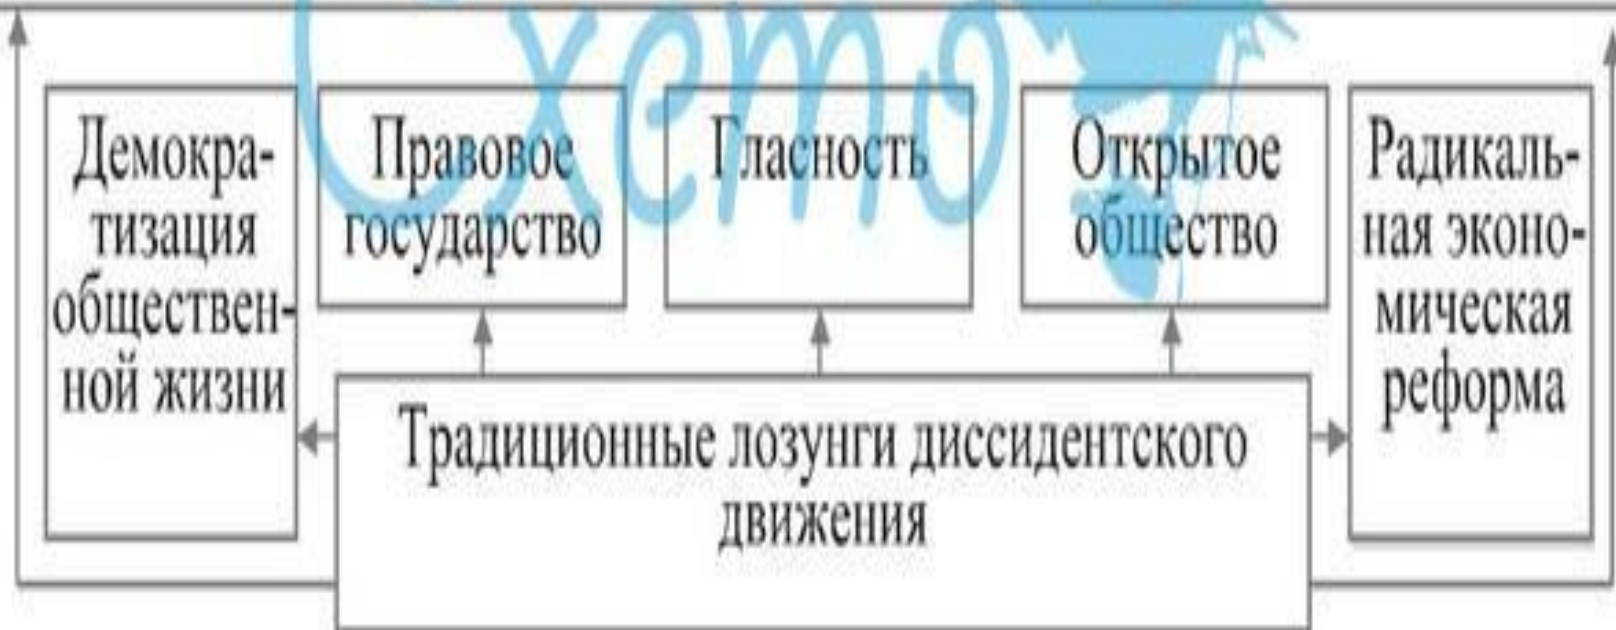 Схемо
Демокра-
тизация
обществен-
ной жизни
Правовое
государство
Гласность
Открытое
общество
Радикаль-
ная эконо-
мическая
реформа
Традиционные лозунги диссидентского
движения